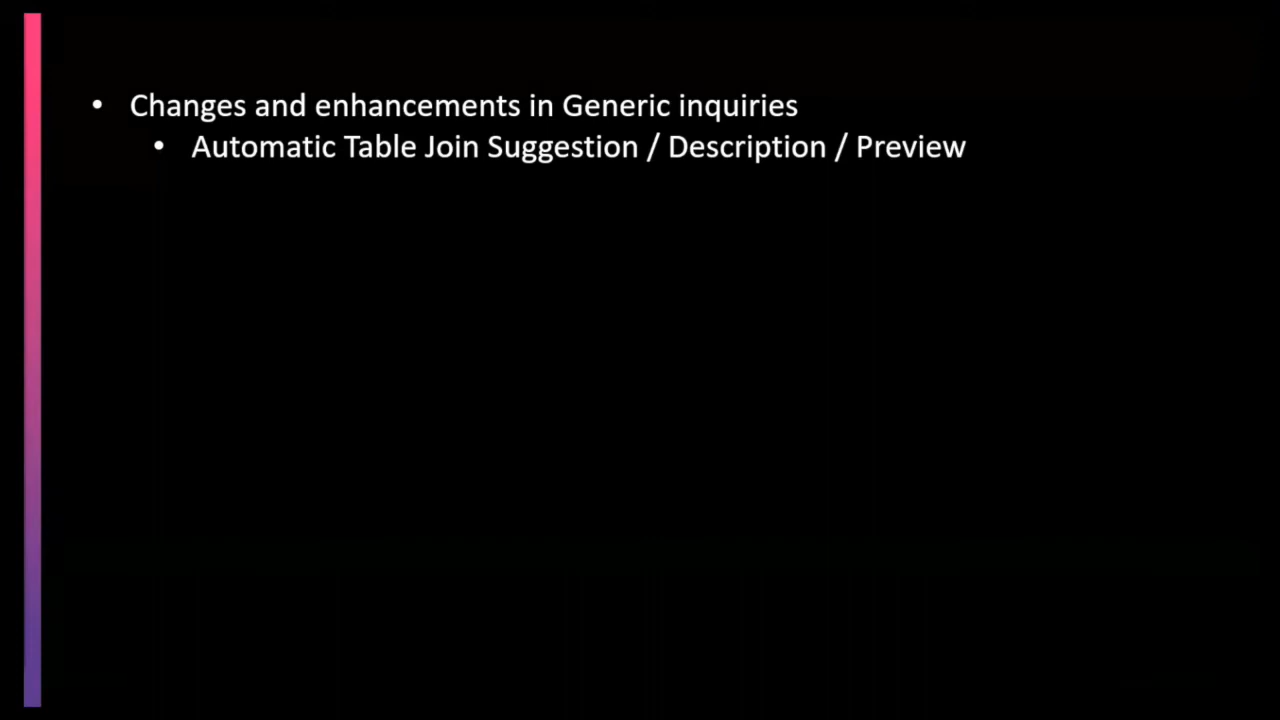 • Changes and enhancements in Generic inquiries
• Automatic Table Join Suggestion / Description / Preview